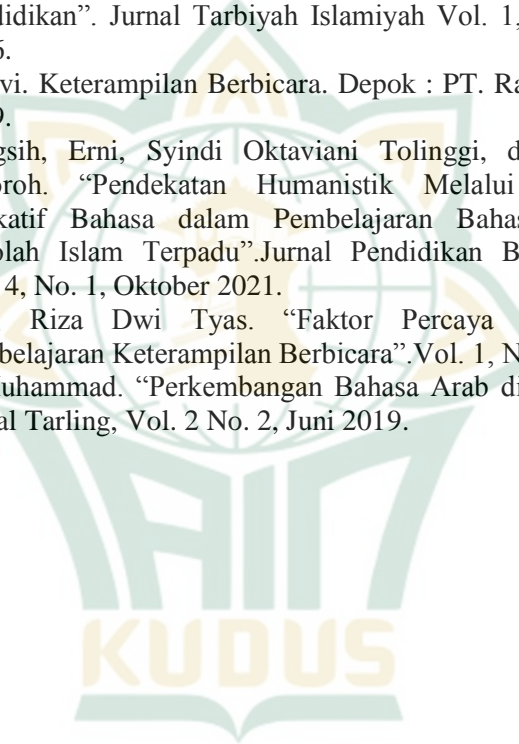 didikan”. Jurnal Tarbiyah Islamiyah Vol. 1,
6.
vi. Keterampilan Berbicara. Depok : PT. Ra
9.
gsih, Erni, Syindi Oktaviani Tolinggi, d
oroh. “Pendekatan Humanistik Melalui
katif Bahasa dalam Pembelajaran Bahas
olah Islam Terpadu”.Jurnal Pendidikan B
4, No. 1, Oktober 2021.
Riza Dwi Tyas. “Faktor Percaya
belajaran Keterampilan Berbicara”.Vol. 1, N
uhammad. “Perkembangan Bahasa Arab di
al Tarling, Vol. 2 No. 2, Juni 2019.
IAIN
KUDUS